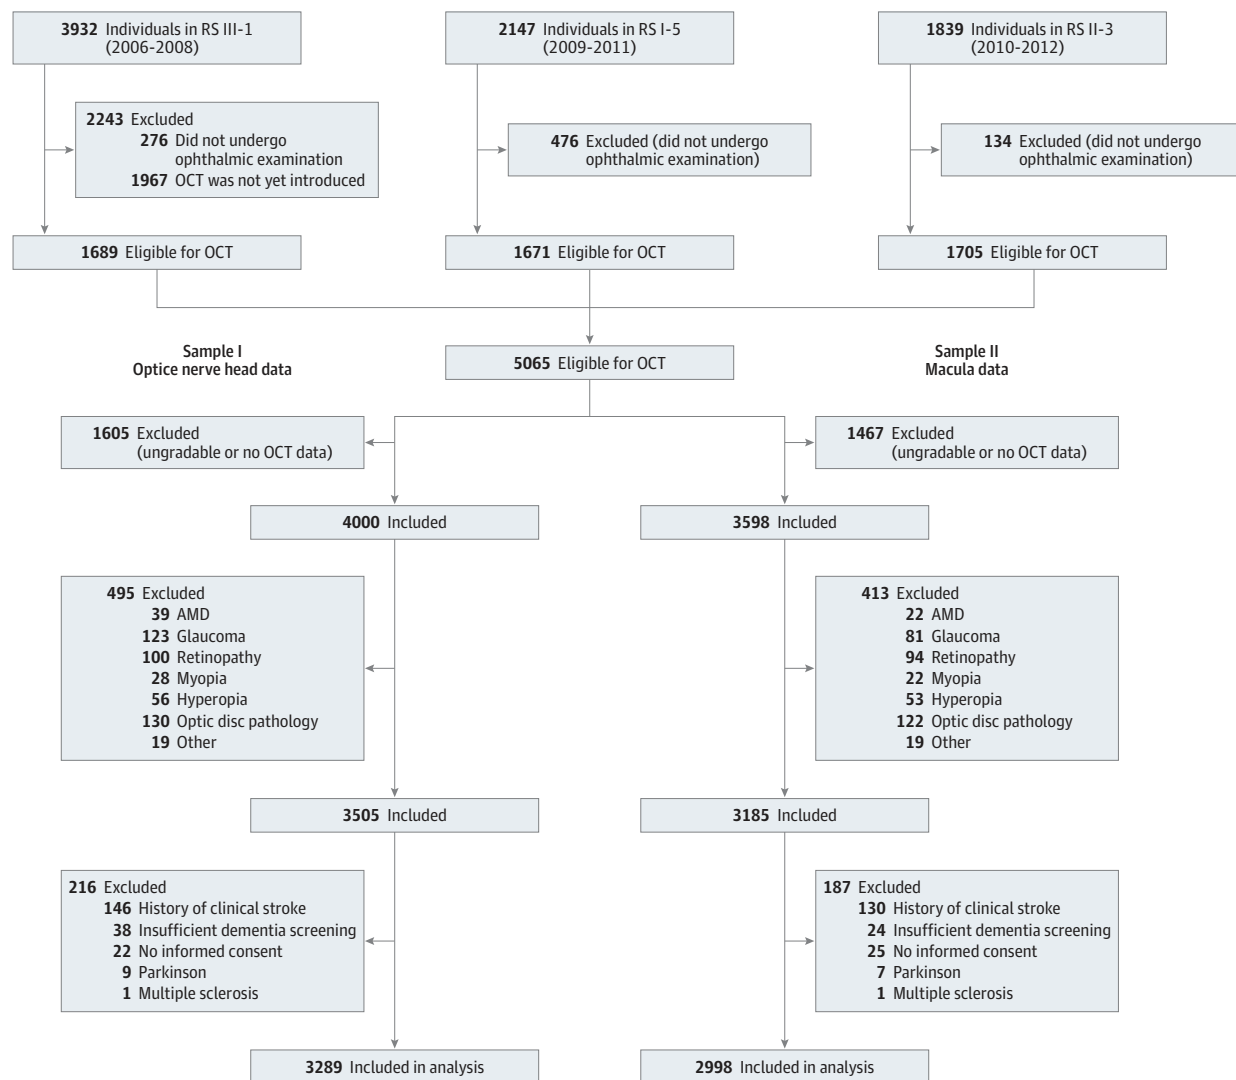 3932 Individuals in RS III-1
(2006-2008)
2147 Individuals in RS I-5
(2009-2011)
1839 Individuals in RS II-3
(2010-2012)
2243 Excluded
276 Did not undergo
ophthalmic examination
1967 OCT was not yet introduced
476 Excluded (did not undergo
ophthalmic examination)
134 Excluded (did not undergo
ophthalmic examination)
1689 Eligible for OCT
1671 Eligible for OCT
1705 Eligible for OCT
Sample I
Optice nerve head data
5065 Eligible for OCT
Sample II
Macula data
1605 Excluded
(ungradable or no OCT data)
1467 Excluded
(ungradable or no OCT data)
4000 Included
3598 Included
495 Excluded
39 AMD
123 Glaucoma
100 Retinopathy
28 Myopia
56 Hyperopia
130 Optic disc pathology
19 Other
413 Excluded
22 AMD
81 Glaucoma
94 Retinopathy
22 Myopia
53 Hyperopia
122 Optic disc pathology
19 Other
3505 Included
3185 Included
216 Excluded
146 History of clinical stroke
38 Insufficient dementia screening
22 No informed consent
9 Parkinson
1 Multiple sclerosis
187 Excluded
130 History of clinical stroke
24 Insufficient dementia screening
25 No informed consent
7 Parkinson
1 Multiple sclerosis
3289 Included in analysis
2998 Included in analysis